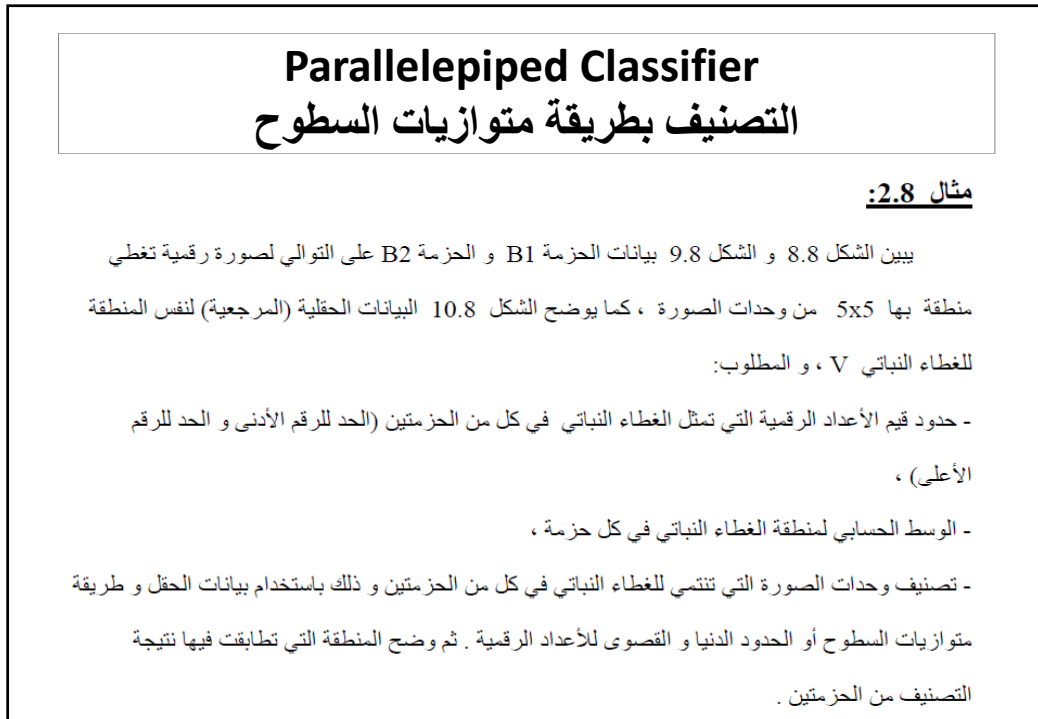 Parallelepiped Classifier
التصنيف بطريقة متوازيات السطوح
مثال 2.8:
يبين الشكل 8.8 و الشكل 9.8 بيانات الحزمة B1 و الحزمة B2 على التوالي لصورة رقمية تغطي
منطقة بها 5x5 من وحدات الصورة ، كما يوضح الشكل 10.8 البيانات الحقلية (المرجعية) لنفس المنطقة
للغطاء النباتي V ، و المطلوب:
- حدود قيم الأعداد الرقمية التي تمثل الغطاء النباتي في كل من الحزمتين (الحد للرقم الأدنى و الحد للرقم
الأعلى) ،
- الوسط الحسابي لمنطقة الغطاء النباتي في كل حزمة ،
- تصنيف وحدات الصورة التي تنتمي للغطاء النباتي في كل من الحزمتين و ذلك باستخدام بيانات الحقل و طريقة
متوازيات السطوح أو الحدود الدنيا و القصوى للأعداد الرقمية . ثم وضح المنطقة التي تطابقت فيها نتيجة
التصنيف من الحزمتين .